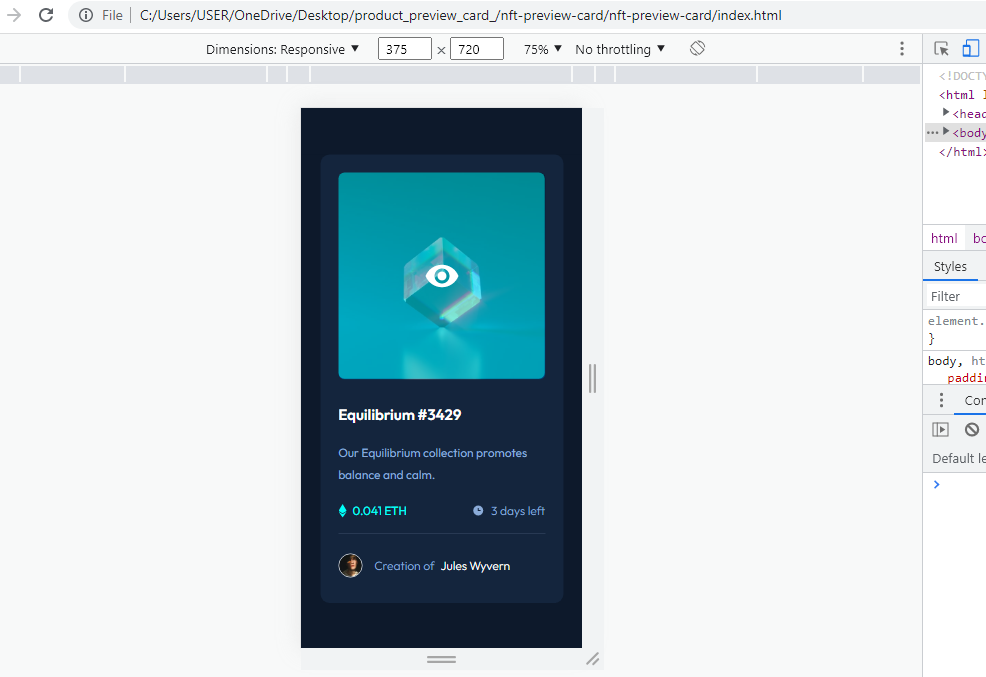 File C:/Users/USER/OneDrive/Desktop/product_preview_card_/nft-preview-card/nft-preview-card/index.html
Dimensions: Responsive ▼ 375 × 720 75% ▼ No throttling ▼
<!DOCTY
<html l
<head
<body
</html>
html bo
Styles
Filter
element.
}
body, ht
paddin
Con
Default le
Equilibrium #3429
Our Equilibrium collection promotes
balance and calm.
0.041 ETH 3 days left
Creation of Jules Wyvern